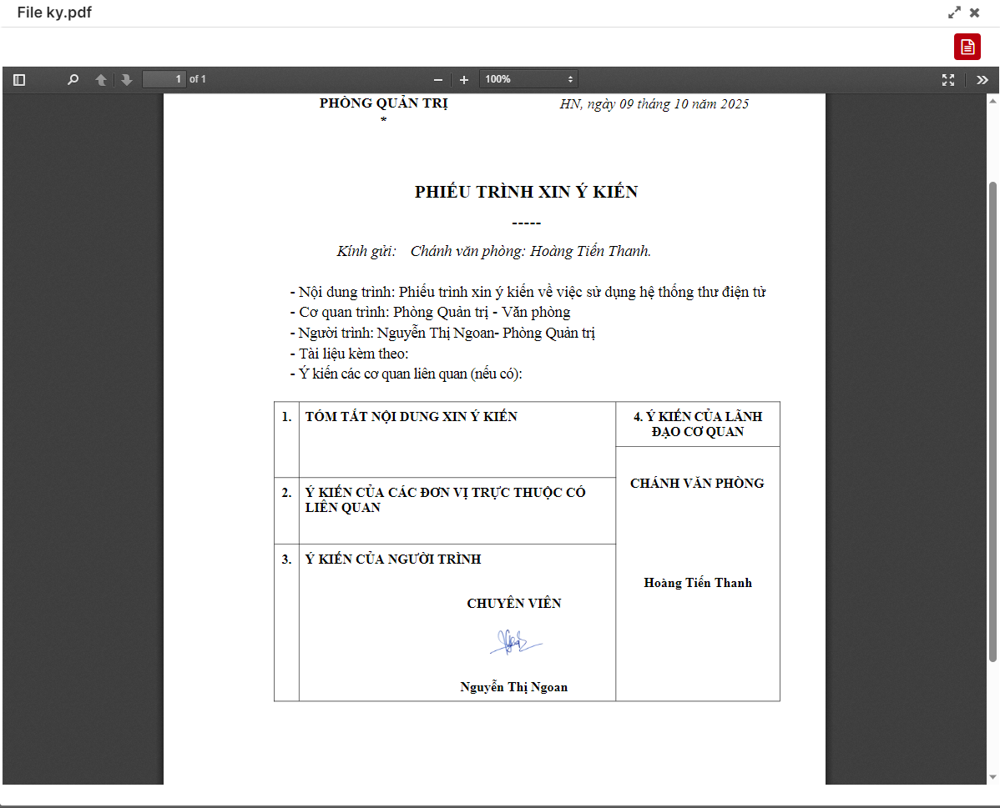 File ky.pdf
1 of 1
100%
PHÒNG QUẢN TRỊ
HN, ngày 09 tháng 10 năm 2025
*
PHIẾU TRÌNH XIN Ý KIẾN
-----
Kính gửi: Chánh văn phòng: Hoàng Tiến Thanh.
- Nội dung trình: Phiếu trình xin ý kiến về việc sử dụng hệ thống thư điện tử
- Cơ quan trình: Phòng Quản trị - Văn phòng
- Người trình: Nguyễn Thị Ngoan- Phòng Quản trị
- Tài liệu kèm theo:
- Ý kiến các cơ quan liên quan (nếu có):
1. TÓM TẮT NỘI DUNG XIN Ý KIẾN
2. Ý KIẾN CỦA CÁC ĐƠN VỊ TRỰC THUỘC CÓ
LIÊN QUAN
3. Ý KIẾN CỦA NGƯỜI TRÌNH
CHUYÊN VIÊN
Nguyễn Thị Ngoan
4. Ý KIẾN CỦA LÃNH
ĐẠO CƠ QUAN
CHÁNH VĂN PHÒNG
Hoàng Tiến Thanh